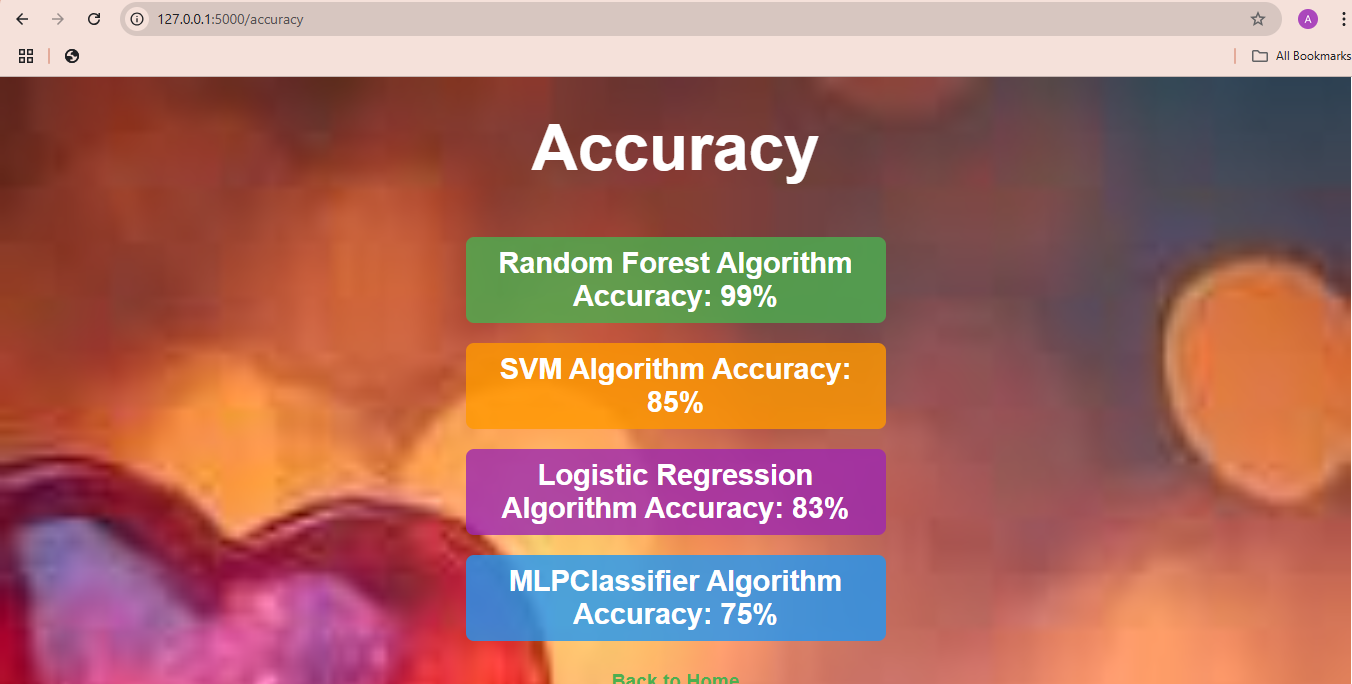 127.0.0.1:5000/accuracy
A
All Bookmarks
Accuracy
Random Forest Algorithm
Accuracy: 99%
SVM Algorithm Accuracy:
85%
Logistic Regression
Algorithm Accuracy: 83%
MLPClassifier Algorithm
Accuracy: 75%
Back to Home